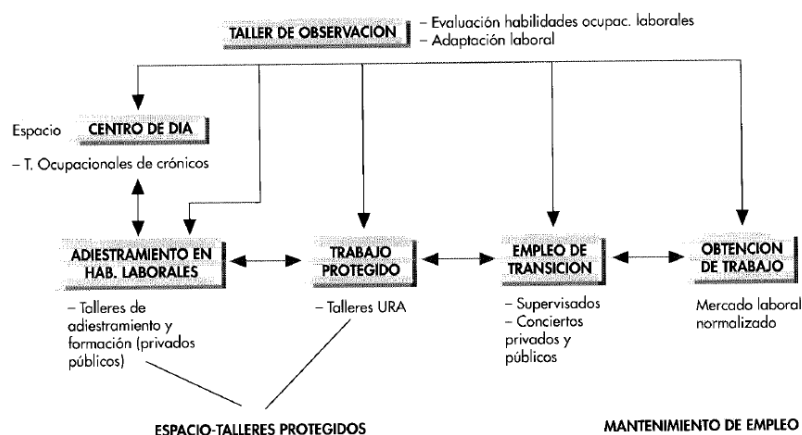 TALLER DE OBSERVACION
– Evaluación habilidades ocupac. laborales
– Adaptación laboral
Espacio
CENTRO DE DIA
– T. Ocupacionales de crónicos
ADIESTRAMIENTO EN
HAB. LABORALES
– Talleres de
adiestramiento y
formación (privados
públicos)
TRABAJO
PROTEGIDO
– Talleres URA
EMPLEO DE
TRANSICION
– Supervisados
– Conciertos
privados y
públicos
OBTENCION
DE TRABAJO
Mercado laboral
normalizado
ESPACIO-TALLERES PROTEGIDOS
MANTENIMIENTO DE EMPLEO